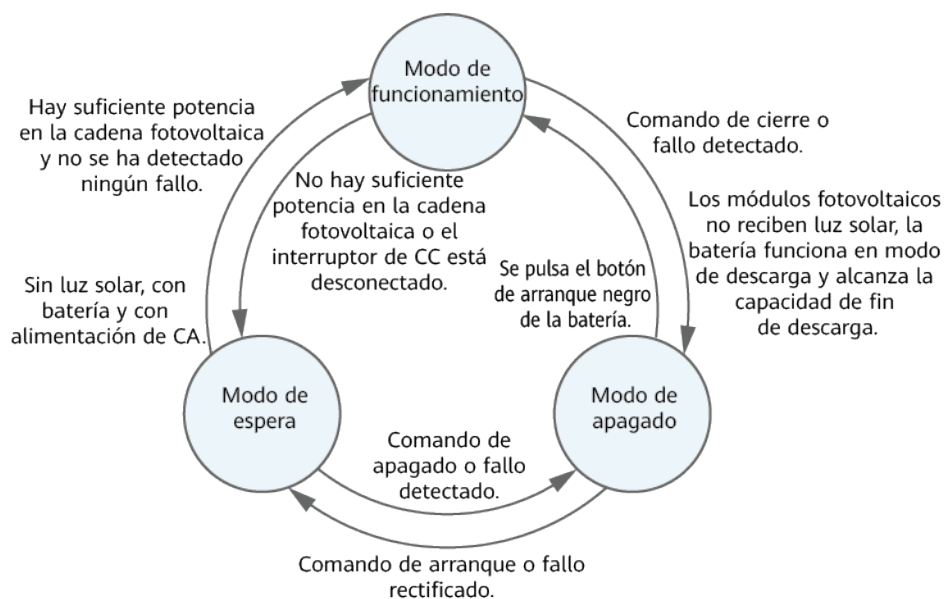 Modo de
funcionamiento
Hay suficiente potencia
en la cadena fotovoltaica
y no se ha detectado
ningún fallo.
Comando de cierre o
fallo detectado.
No hay suficiente
potencia en la cadena
fotovoltaica o el
interruptor de CC está
desconectado.
Los módulos fotovoltaicos
no reciben luz solar, la
batería funciona en modo
de descarga y alcanza la
capacidad de fin
de descarga.
Sin luz solar, con
batería y con
alimentación de CA.
Se pulsa el botón
de arranque negro
de la batería.
Modo de
espera
Modo de
apagado
Comando de
apagado o fallo
detectado.
Comando de arranque o fallo
rectificado.